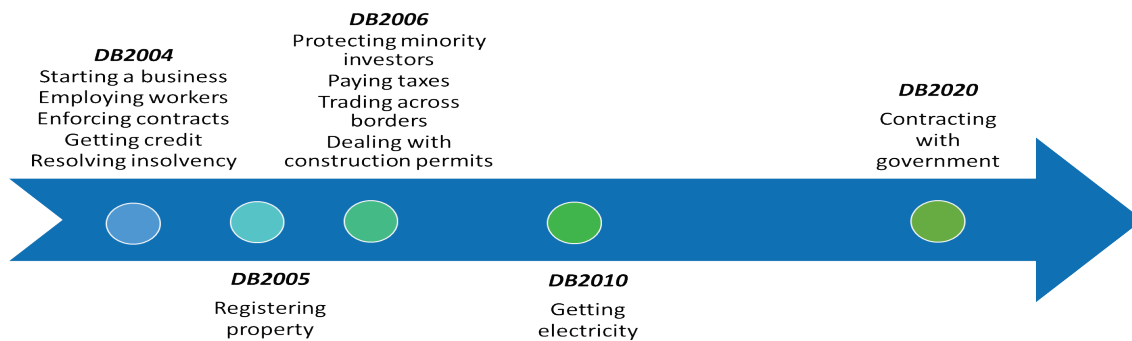 DB2004
Starting a business
Employing workers
Enforcing contracts
Getting credit
Resolving insolvency
DB2005
Registering
property
DB2006
Protecting minority
investors
Paying taxes
Trading across
borders
Dealing with
construction permits
DB2010
Getting
electricity
DB2020
Contracting
with
government